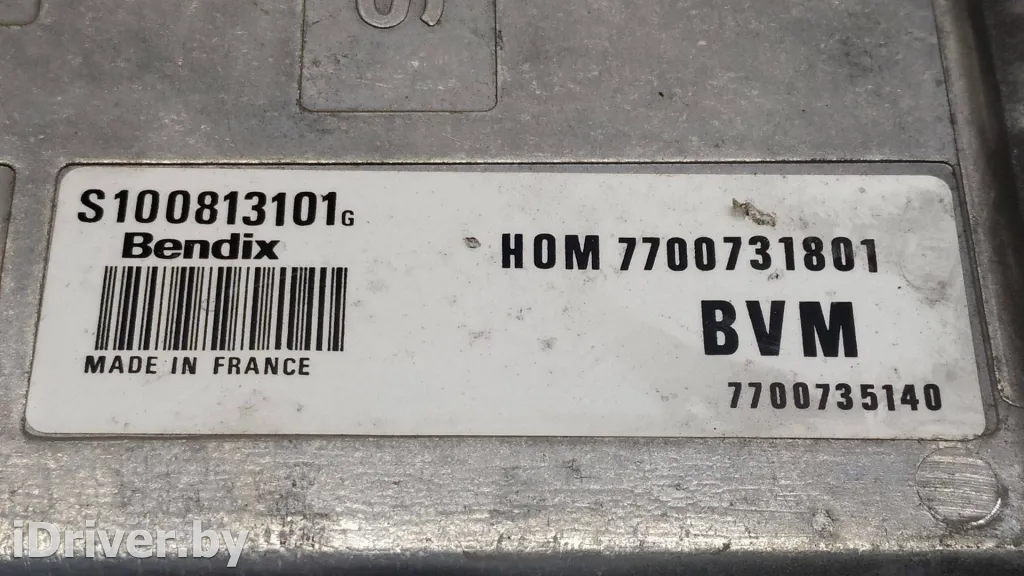 S100813101G
Bendix
HOM 7700731801
BVM
MADE IN FRANCE
7700735140
iDriver.by